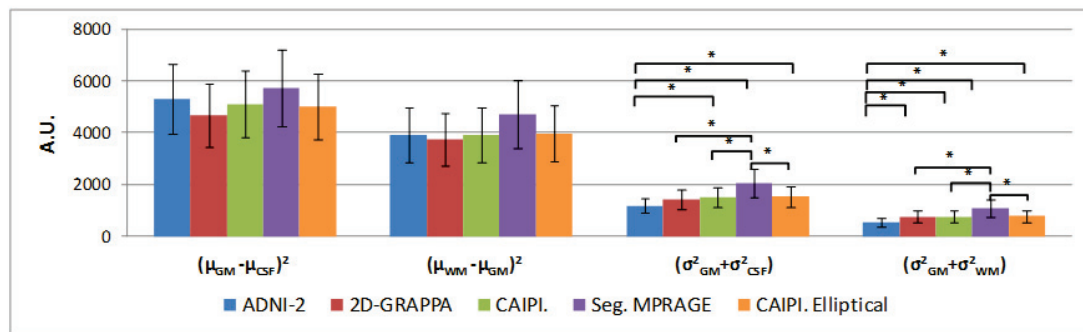 8000
6000
4000
2000
0
A.U.
* * * * * *
* * * * * * *
(μGM -μCSF)²
(μWM -μGM)²
(σ²GM+σ²CSF)
(σ²GM+σ²WM)
ADNI-2
2D-GRAPPA
CAIPI.
Seg. MPRAGE
CAIPI. Elliptical